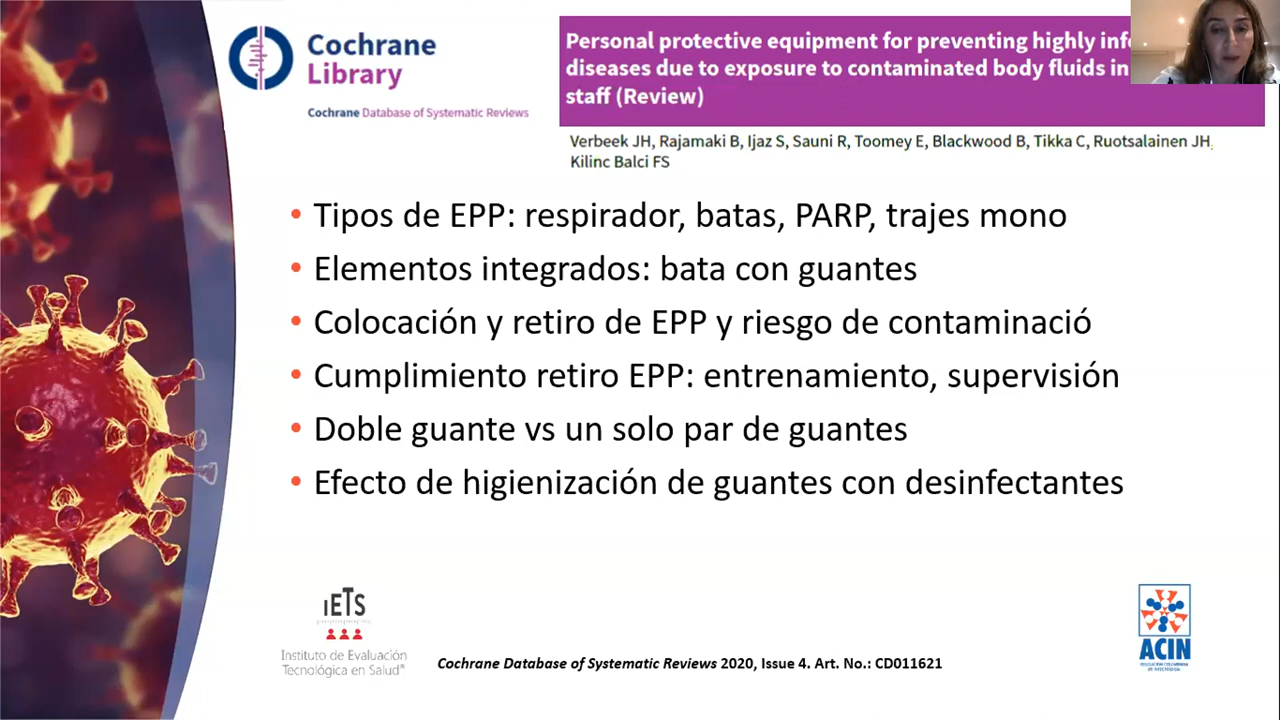 Cochrane
Library
Cochrane Database of Systematic Reviews
Personal protective equipment for preventing highly
diseases due to exposure to contaminated body fluids in
staff (Review)
Verbeek JH, Rajamaki B, Ijaz S, Sauni R, Toomey E, Blackwood B, Tikka C, Ruotsalainen JH,
Kilinc Balci FS
• Tipos de EPP: respirador, batas, PARP, trajes mono
• Elementos integrados: bata con guantes
• Colocación y retiro de EPP y riesgo de contaminació
• Cumplimiento retiro EPP: entrenamiento, supervisión
• Doble guante vs un solo par de guantes
• Efecto de higienización de guantes con desinfectantes
IETS
Instituto de Evaluación
Tecnológica en Salud®
Cochrane Database of Systematic Reviews 2020, Issue 4. Art. No.: CD011621
ACIN